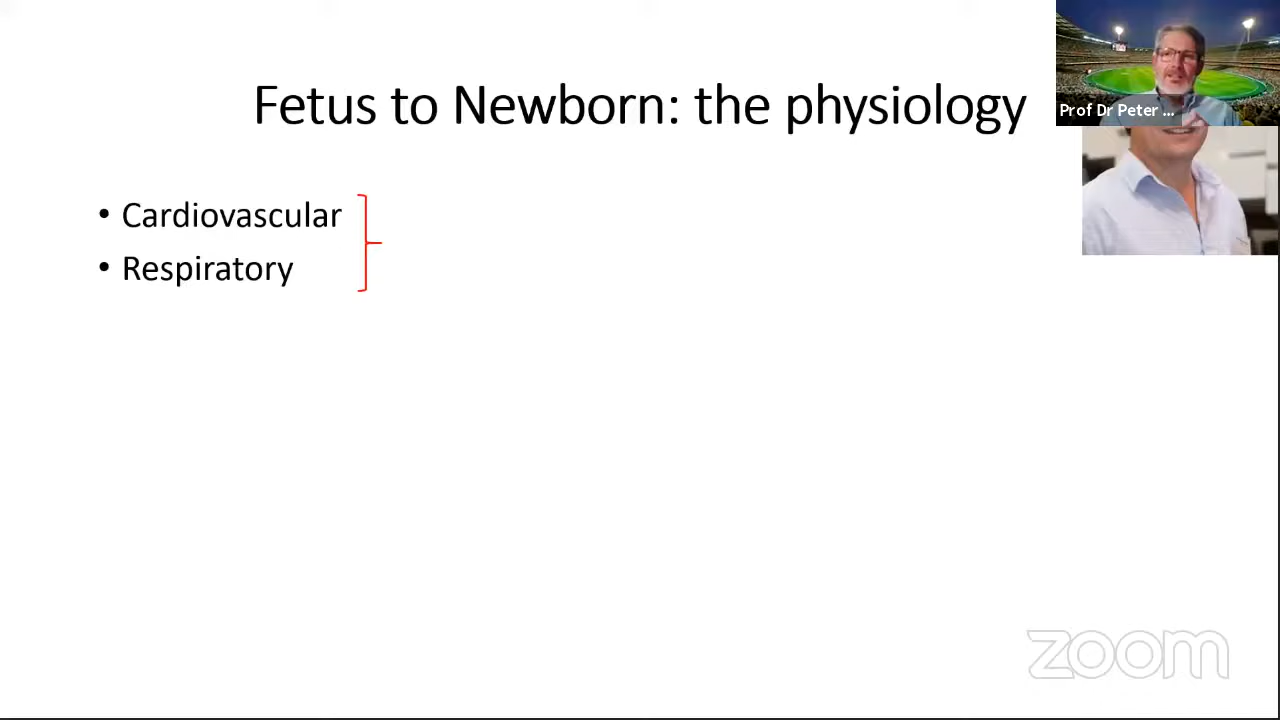 Fetus to Newborn: the physiology
Prof Dr Peter ...
• Cardiovascular
• Respiratory
zoom